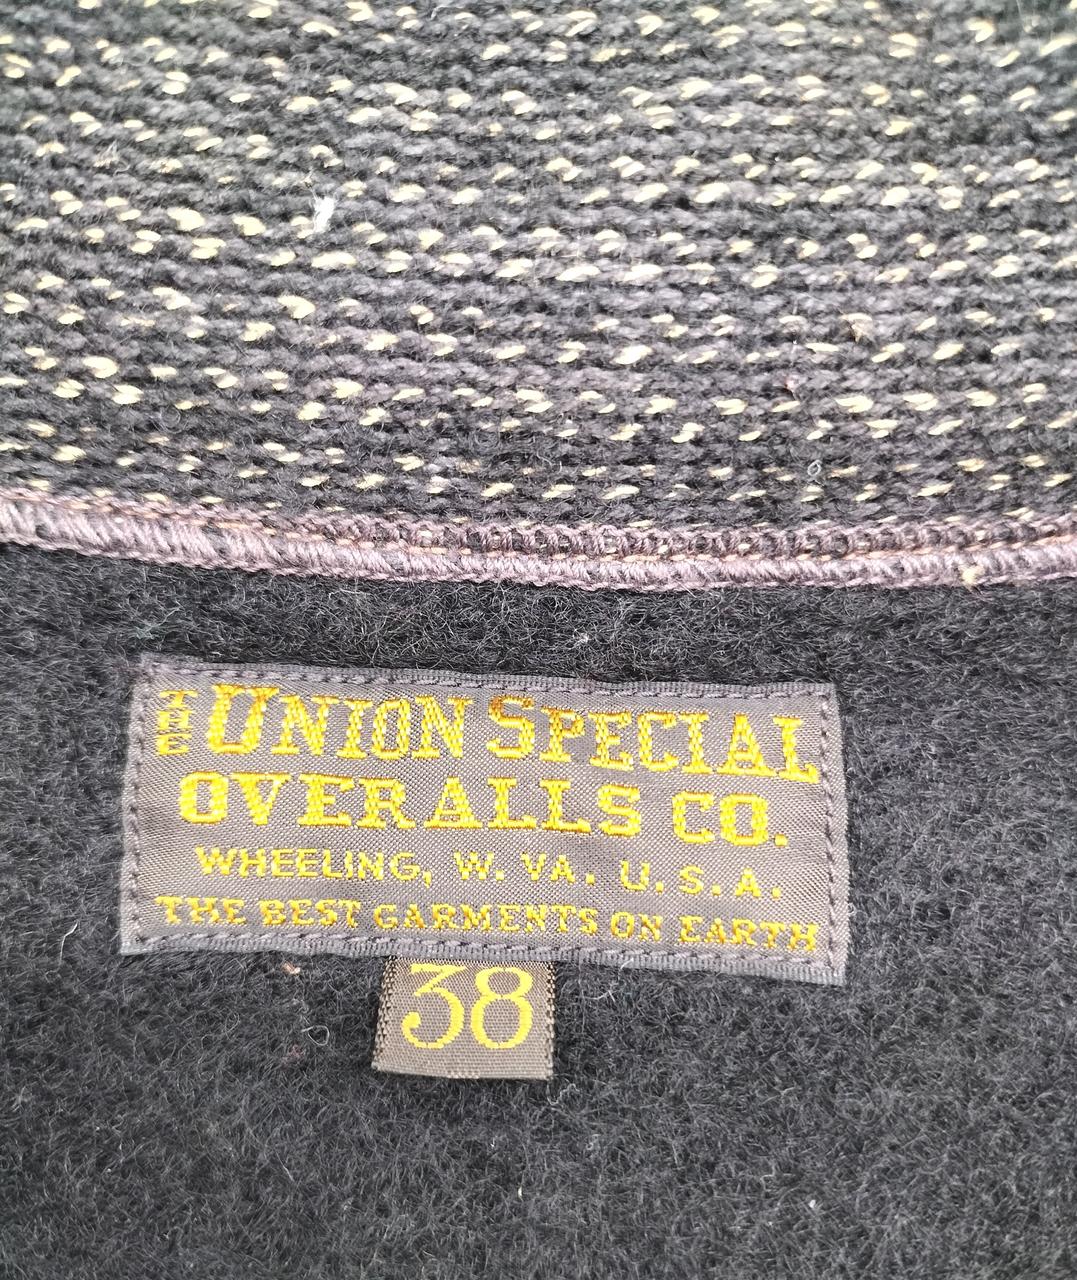 THE UNION SPECIAL
OVERALLS CO.
WHEELING, W. VA. U.S.A.
THE BEST GARMENTS ON EARTH
38